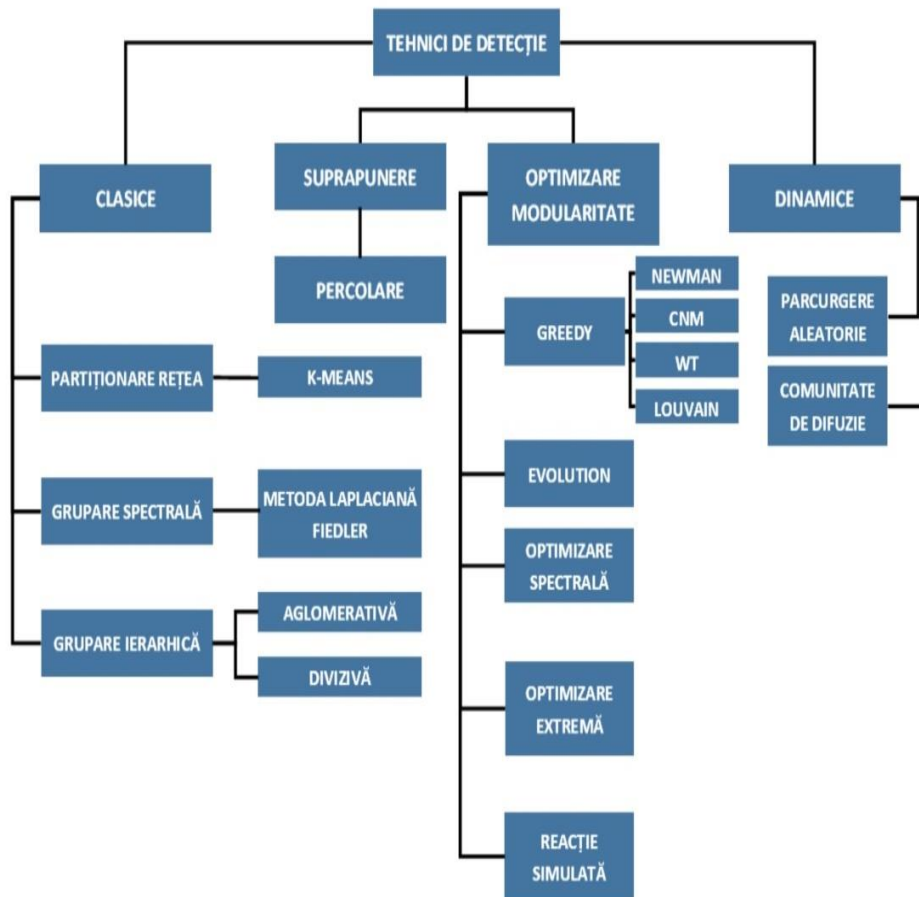 TEHNICI DE DETECȚIE
CLASICE
SUPRAPUNERE
OPTIMIZARE
MODULARITATE
DINAMICE
PERCOLARE
PARTIȚIONARE REȚEA
K-MEANS
GRUPARE SPECTRALĂ
METODA LAPLACIANĂ
FIEDLER
GRUPARE IERARHICĂ
AGLOMERATIVĂ
DIVIZIVĂ
GREEDY
NEWMAN
CNM
WT
LOUVAIN
EVOLUTION
OPTIMIZARE
SPECTRALĂ
OPTIMIZARE
EXTREMĂ
REACȚIE
SIMULATĂ
PARCURGERE
ALEATORIE
COMUNITATE
DE DIFUZIE